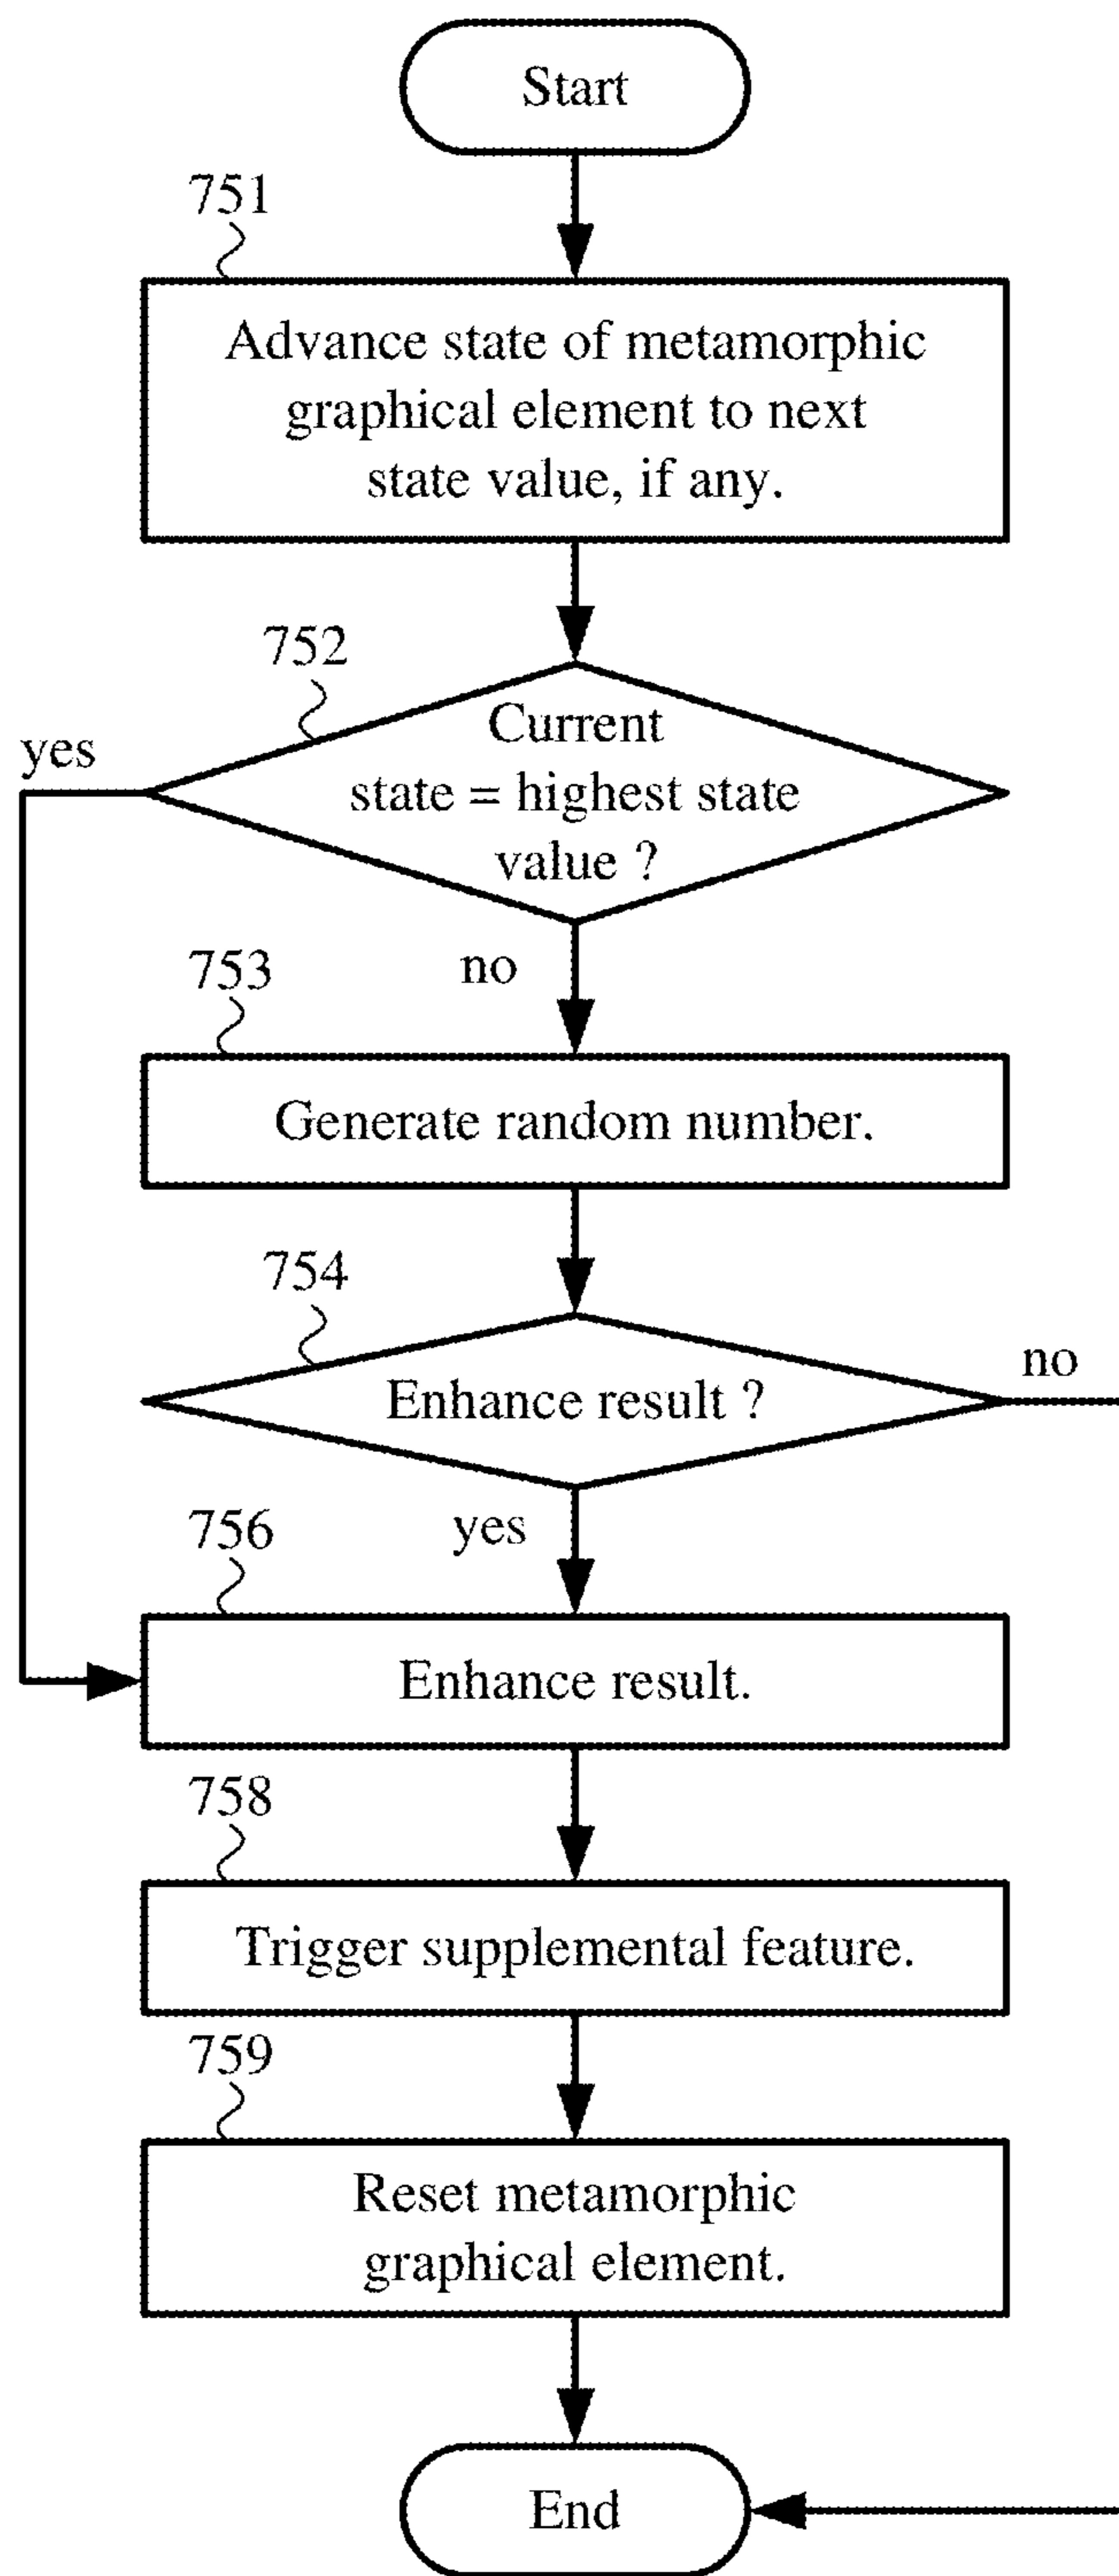 Start
751
Advance state of metamorphic
graphical element to next
state value, if any.
752
yes
Current
state = highest state
value ?
no
753
Generate random number.
754
Enhance result ?
no
yes
756
Enhance result.
758
Trigger supplemental feature.
759
Reset metamorphic
graphical element.
End